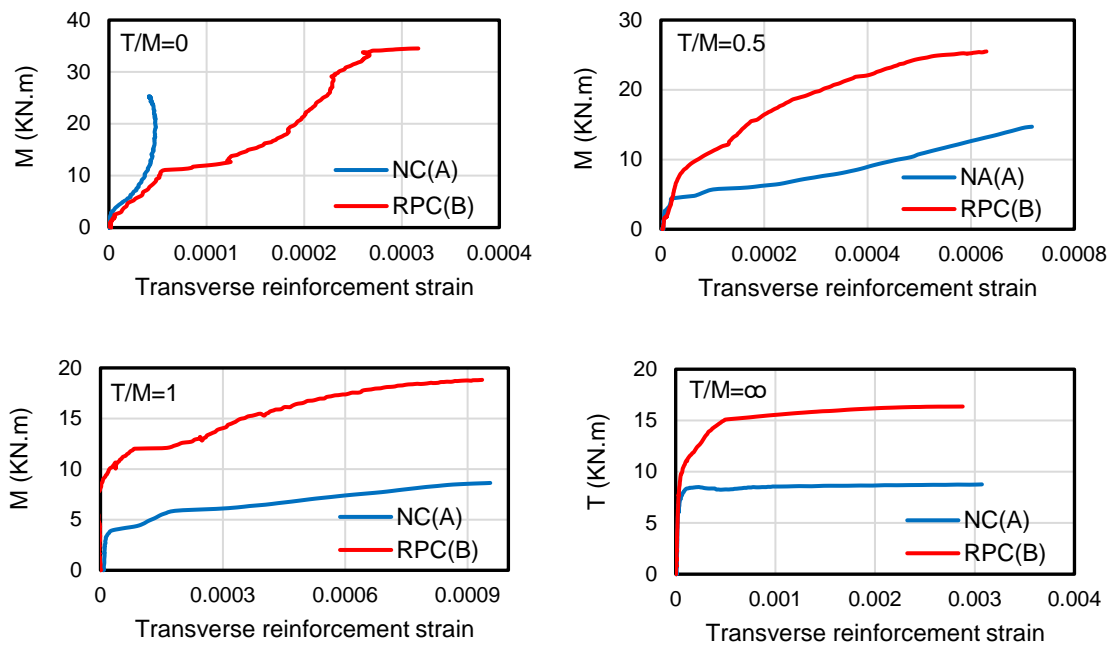 T/M=0
M (KN.m)
40
30
20
10
0
NC(A)
RPC(B)
0 0.0001 0.0002 0.0003 0.0004
Transverse reinforcement strain
T/M=0.5
M (KN.m)
30
20
10
0
NA(A)
RPC(B)
0 0.0002 0.0004 0.0006 0.0008
Transverse reinforcement strain
T/M=1
M (KN.m)
20
15
10
5
0
NC(A)
RPC(B)
0 0.0003 0.0006 0.0009
Transverse reinforcement strain
T/M=∞
T (KN.m)
20
15
10
5
0
NC(A)
RPC(B)
0 0.001 0.002 0.003 0.004
Transverse reinforcement strain